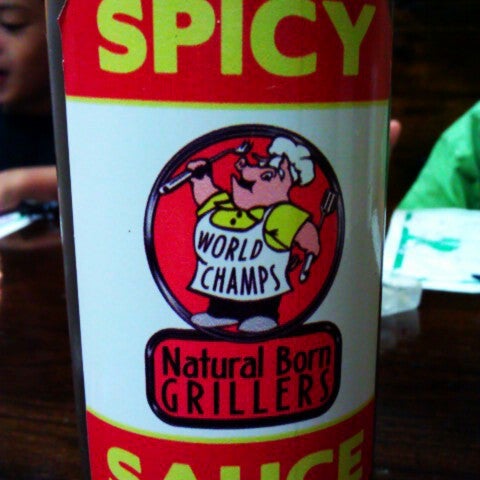 SPICY
WORLD
CHAMPS
Natural Born
GRILLERS
SAUCE